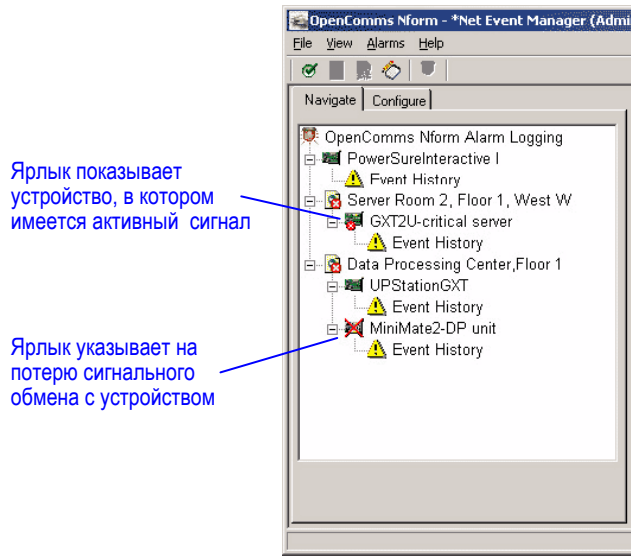 OpenComms Nform - *Net Event Manager (Admi
File View Alarms Help
Navigate Configure
OpenComms Nform Alarm Logging
PowerSureInteractive I
Event History
Server Room 2, Floor 1, West W
GXT2U-critical server
Event History
Data Processing Center,Floor 1
UPStationGXT
Event History
MiniMate2-DP unit
Event History
Ярлык показывает
устройство, в котором
имеется активный сигнал
Ярлык указывает на
потерю сигнального
обмена с устройством